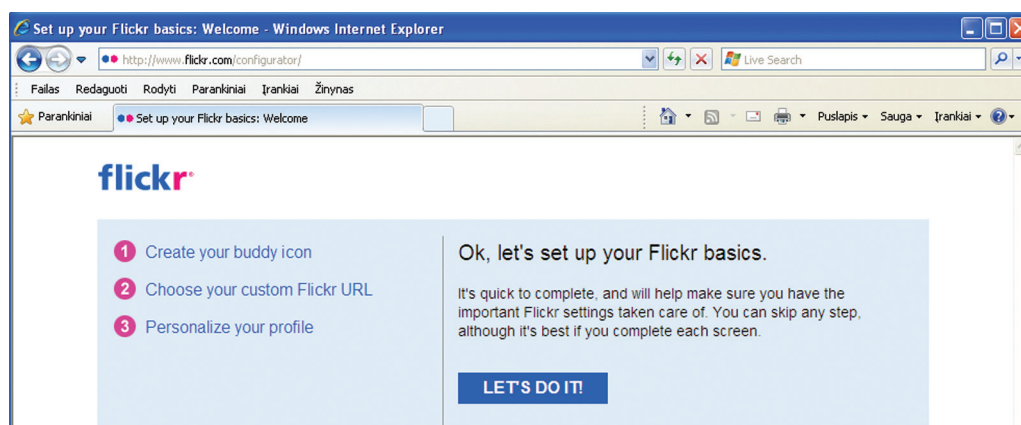 Set up your Flickr basics: Welcome - Windows Internet Explorer
http://www.flickr.com/configurator/
Live Search
Failas Redaguoti Rodyti Parankiniai Įrankiai Žinynas
Parankiniai
Set up your Flickr basics: Welcome
Puslapis
Sauga
Įrankiai
flickr
1 Create your buddy icon
2 Choose your custom Flickr URL
3 Personalize your profile
Ok, let's set up your Flickr basics.
It's quick to complete, and will help make sure you have the
important Flickr settings taken care of. You can skip any step,
although it's best if you complete each screen.
LET'S DO IT!